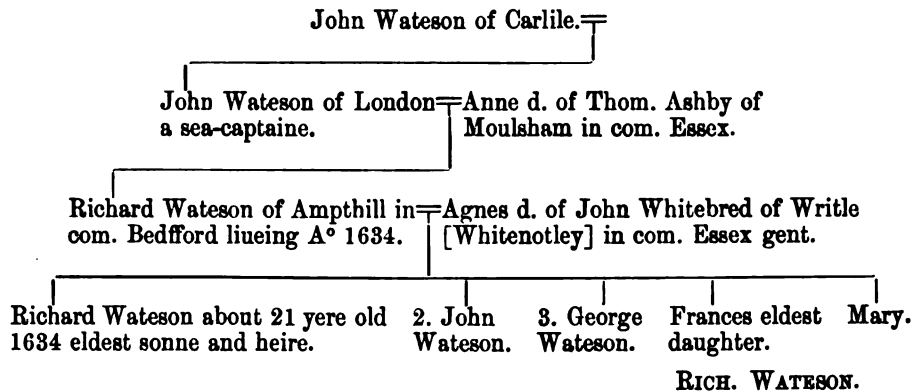 John Wateson of Carlile.
John Wateson of London
a sea-captaine.
Anne d. of Thom. Ashby of
Moulsham in com. Essex.
Richard Wateson of Ampthill in
com. Bedfford liueing Aº 1634.
Agnes d. of John Whitebred of Writle
[Whitenotley] in com. Essex gent.
Richard Wateson about 21 yere old
1634 eldest sonne and heire.
2. John
Wateson.
3. George
Wateson.
Frances eldest
daughter.
Mary.
RICH. WATESON.